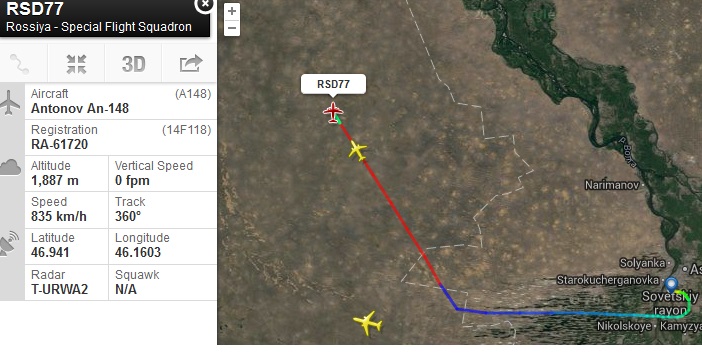 RSD77
Rossiya - Special Flight Squadron
3D
Aircraft (A148)
Antonov An-148
Registration (14F118)
RA-61720
Altitude Vertical Speed
1,887 m 0 fpm
Speed Track
835 km/h 360°
Latitude Longitude
46.941 46.1603
Radar Squawk
T-URWA2 N/A
+
−
RSD77
Narimanov
Solyanka
As
Starokucherganovka
Sovetskiy
rayon
Nikolskoye
Kamyzya